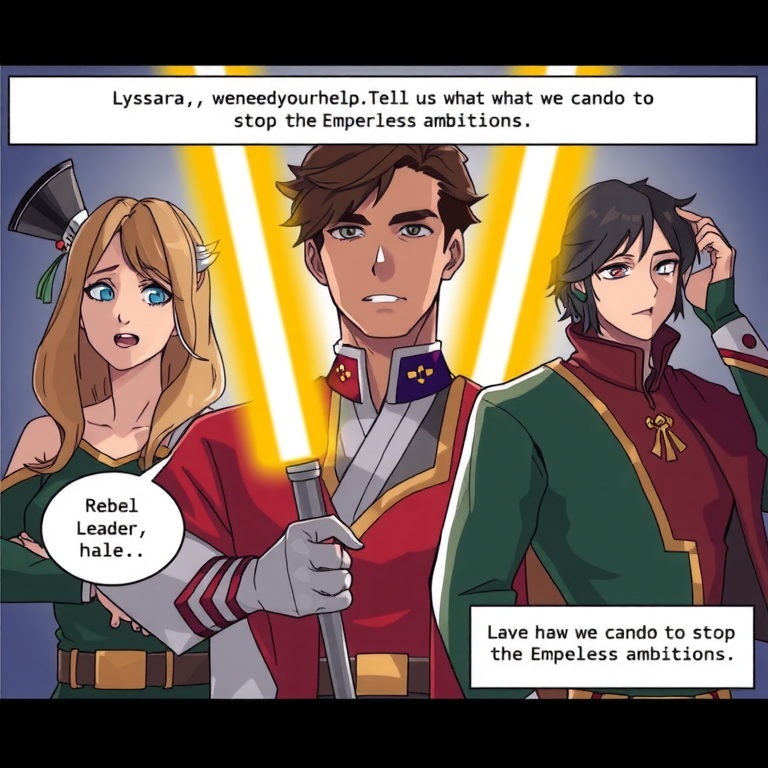 Lyssara,, weneedyourhelp.Tell us what what we cando to
stop the Emperless ambitions.
Rebel
Leader,
hale..
Lave haw we cando to stop
the Empeless ambitions.